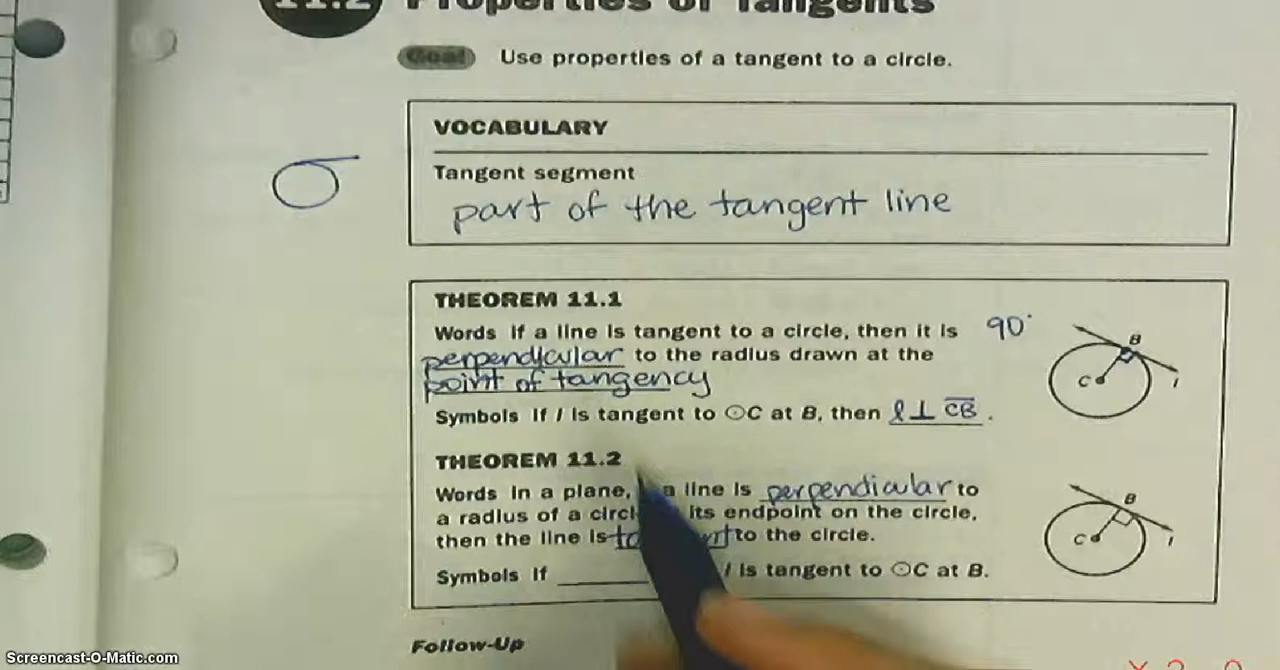 11.2 Properties of Tangents
Goal Use properties of a tangent to a circle.
VOCABULARY
Tangent segment
part of the tangent line
THEOREM 11.1
Words If a line is tangent to a circle, then it is 90°
perpendicular to the radius drawn at the
point of tangency
Symbols If l is tangent to ⊙C at B, then l ⊥ C̅B̅.
B
C
l
THEOREM 11.2
Words In a plane, a line is perpendicular to
a radius of a its endpoint on the circle,
then the line is to the circle.
Symbols If ______ l is tangent to ⊙C at B.
B
C
l
Follow-Up
Screencast-O-Matic.com